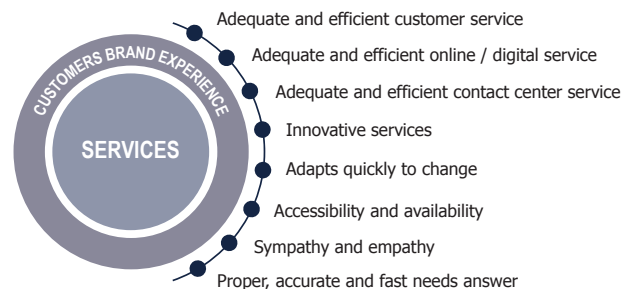 CUSTOMERS BRAND EXPERIENCE
SERVICES
Adequate and efficient customer service
Adequate and efficient online / digital service
Adequate and efficient contact center service
Innovative services
Adapts quickly to change
Accessibility and availability
Sympathy and empathy
Proper, accurate and fast needs answer